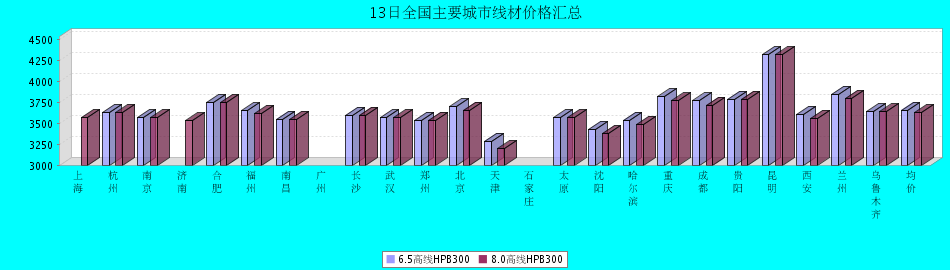 13日全国主要城市线材价格汇总
4500
4250
4000
3750
3500
3250
3000
上海
杭州
南京
济南
合肥
福州
南昌
广州
长沙
武汉
郑州
北京
天津
石家庄
太原
沈阳
哈尔滨
重庆
成都
贵阳
昆明
西安
兰州
乌鲁木齐
均价
6.5高线HPB300
8.0高线HPB300